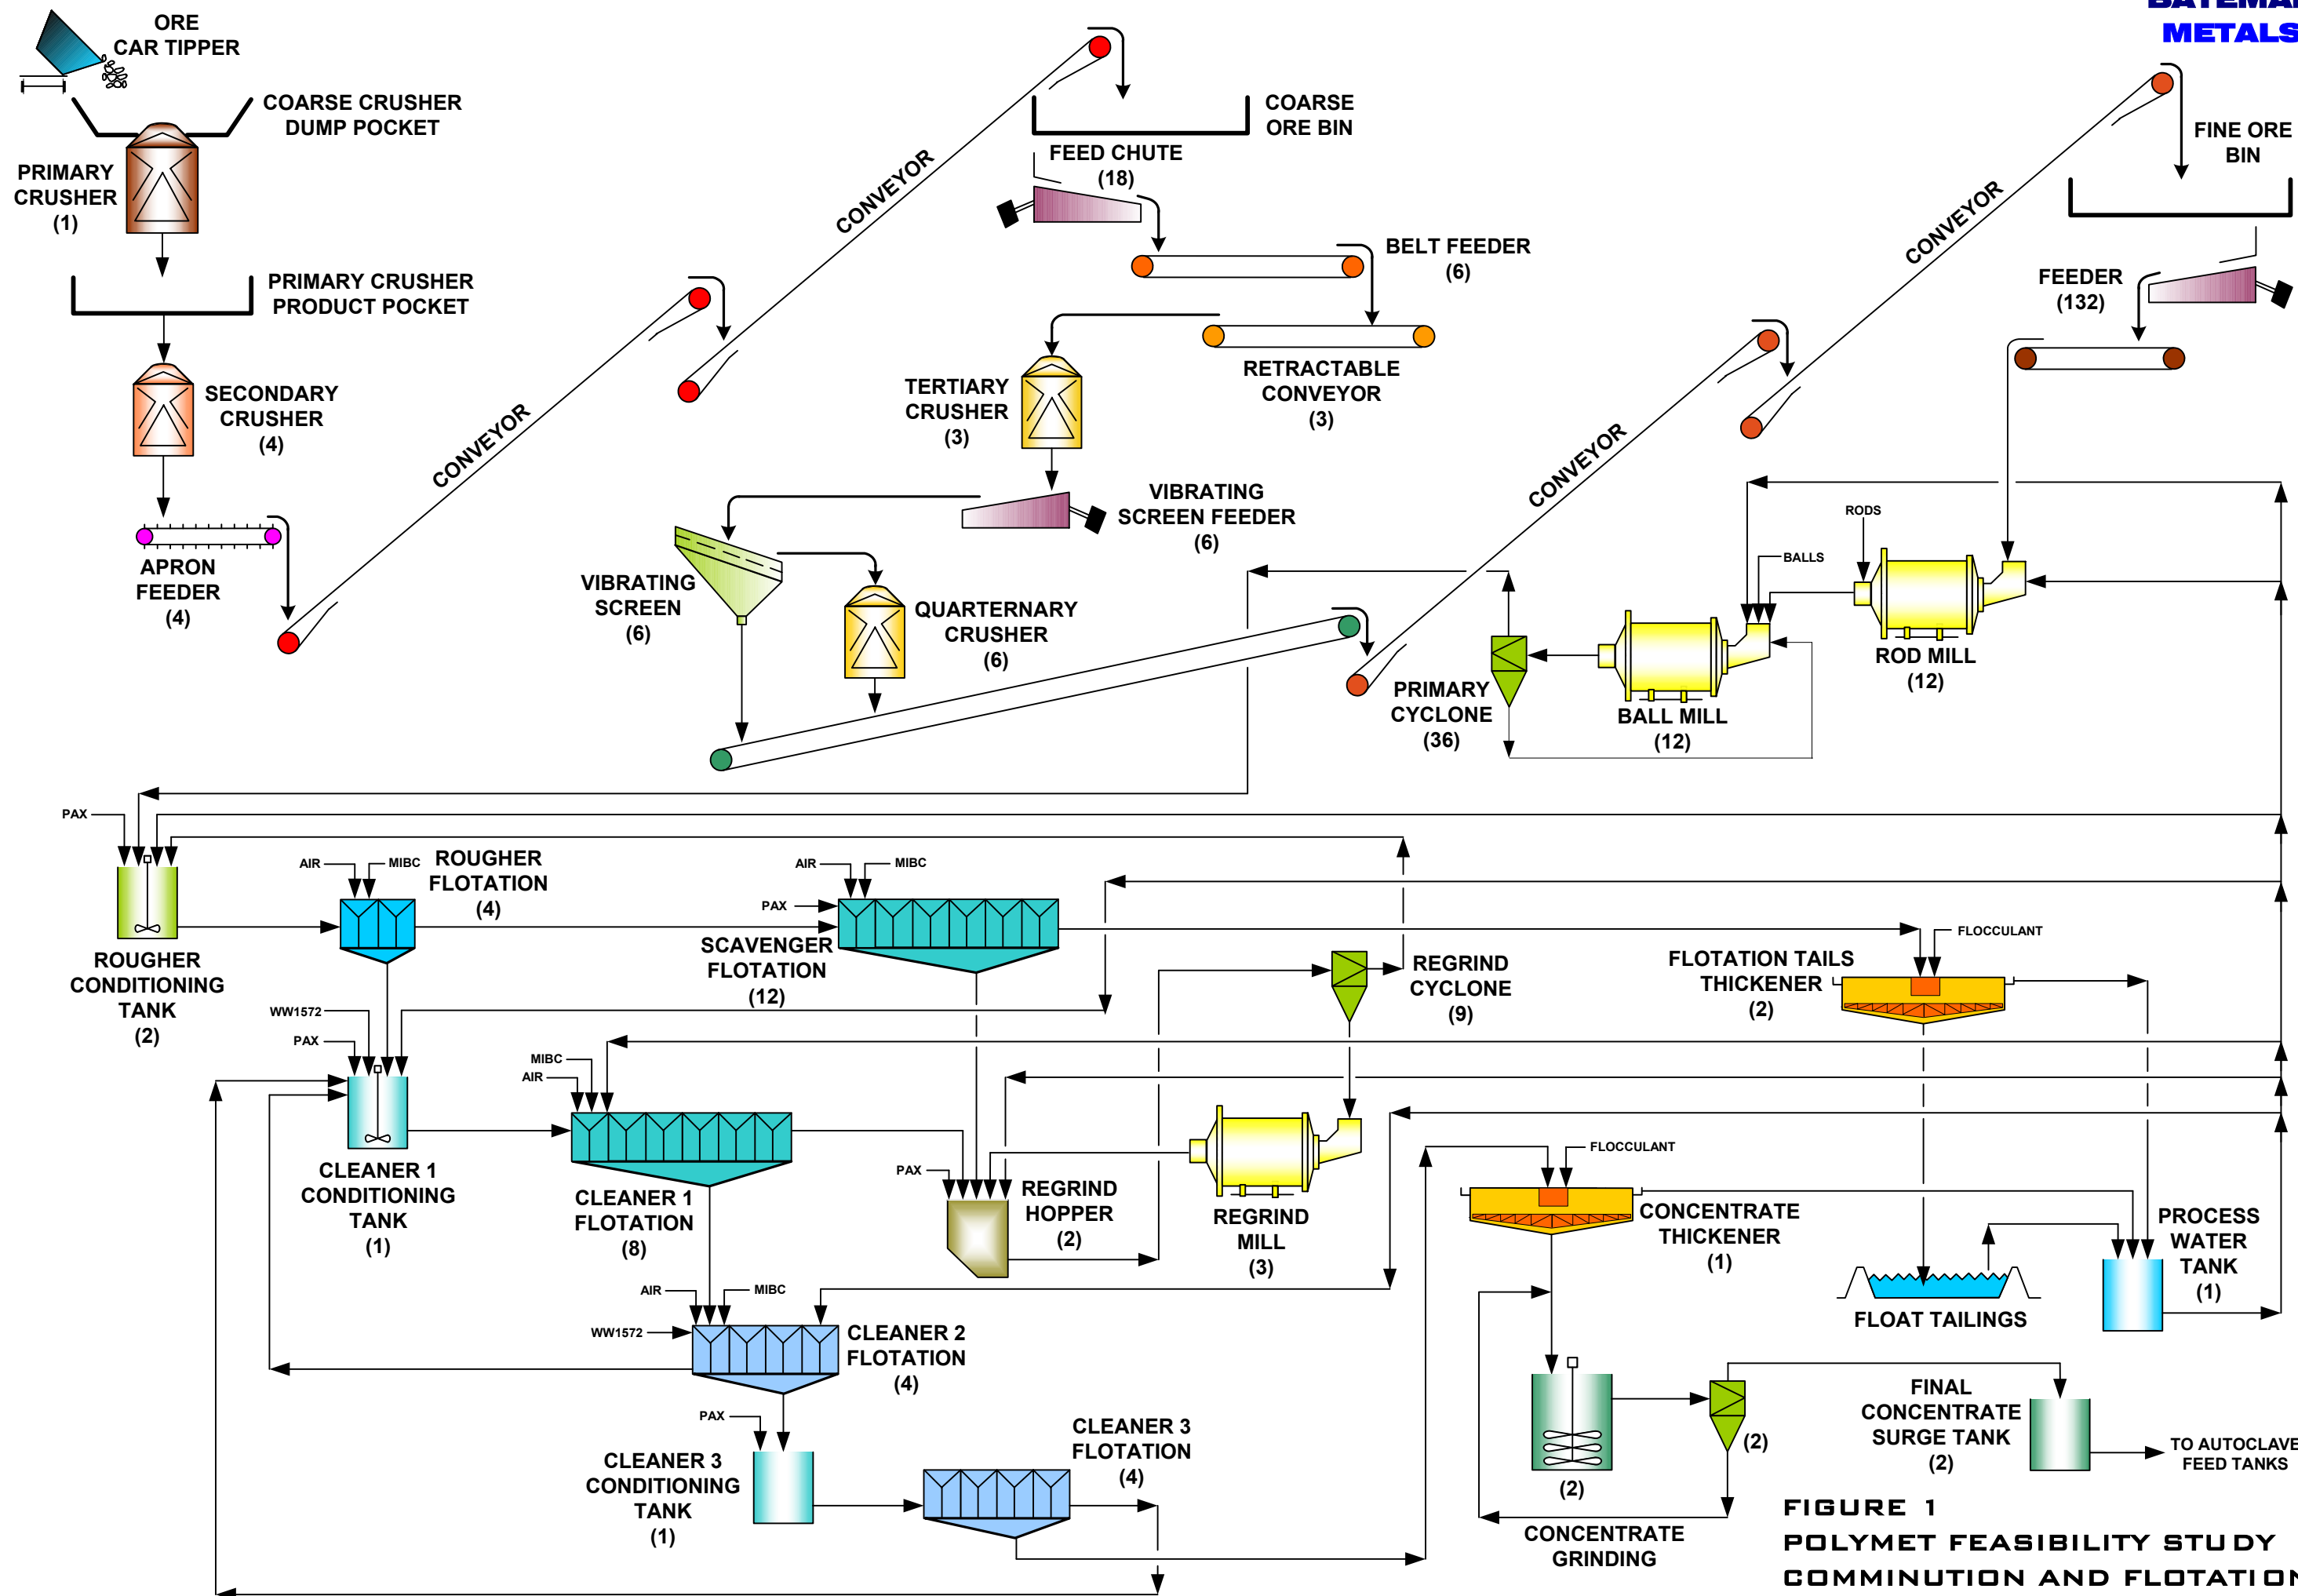 BATEMAN
METALS
ORE
CAR TIPPER
COARSE CRUSHER
DUMP POCKET
PRIMARY
CRUSHER
(1)
PRIMARY CRUSHER
PRODUCT POCKET
SECONDARY
CRUSHER
(4)
APRON
FEEDER
(4)
CONVEYOR
CONVEYOR
COARSE
ORE BIN
FEED CHUTE
(18)
BELT FEEDER
(6)
RETRACTABLE
CONVEYOR
(3)
TERTIARY
CRUSHER
(3)
VIBRATING
SCREEN FEEDER
(6)
VIBRATING
SCREEN
(6)
QUARTERNARY
CRUSHER
(6)
CONVEYOR
CONVEYOR
FINE ORE
BIN
FEEDER
(132)
RODS
BALLS
ROD MILL
(12)
BALL MILL
(12)
PRIMARY
CYCLONE
(36)
PAX
ROUGHER
CONDITIONING
TANK
(2)
AIR
MIBC
ROUGHER
FLOTATION
(4)
AIR
MIBC
PAX
SCAVENGER
FLOTATION
(12)
REGRIND
CYCLONE
(9)
FLOTATION TAILS
THICKENER
(2)
FLOCCULANT
WW1572
PAX
CLEANER 1
CONDITIONING
TANK
(1)
MIBC
AIR
CLEANER 1
FLOTATION
(8)
PAX
REGRIND
HOPPER
(2)
REGRIND
MILL
(3)
FLOCCULANT
CONCENTRATE
THICKENER
(1)
PROCESS
WATER
TANK
(1)
FLOAT TAILINGS
AIR
MIBC
WW1572
CLEANER 2
FLOTATION
(4)
PAX
CLEANER 3
CONDITIONING
TANK
(1)
CLEANER 3
FLOTATION
(4)
(2)
CONCENTRATE
GRINDING
(2)
FINAL
CONCENTRATE
SURGE TANK
(2)
TO AUTOCLAVE
FEED TANKS
FIGURE 1
POLYMET FEASIBILITY STUDY
COMMINUTION AND FLOTATION